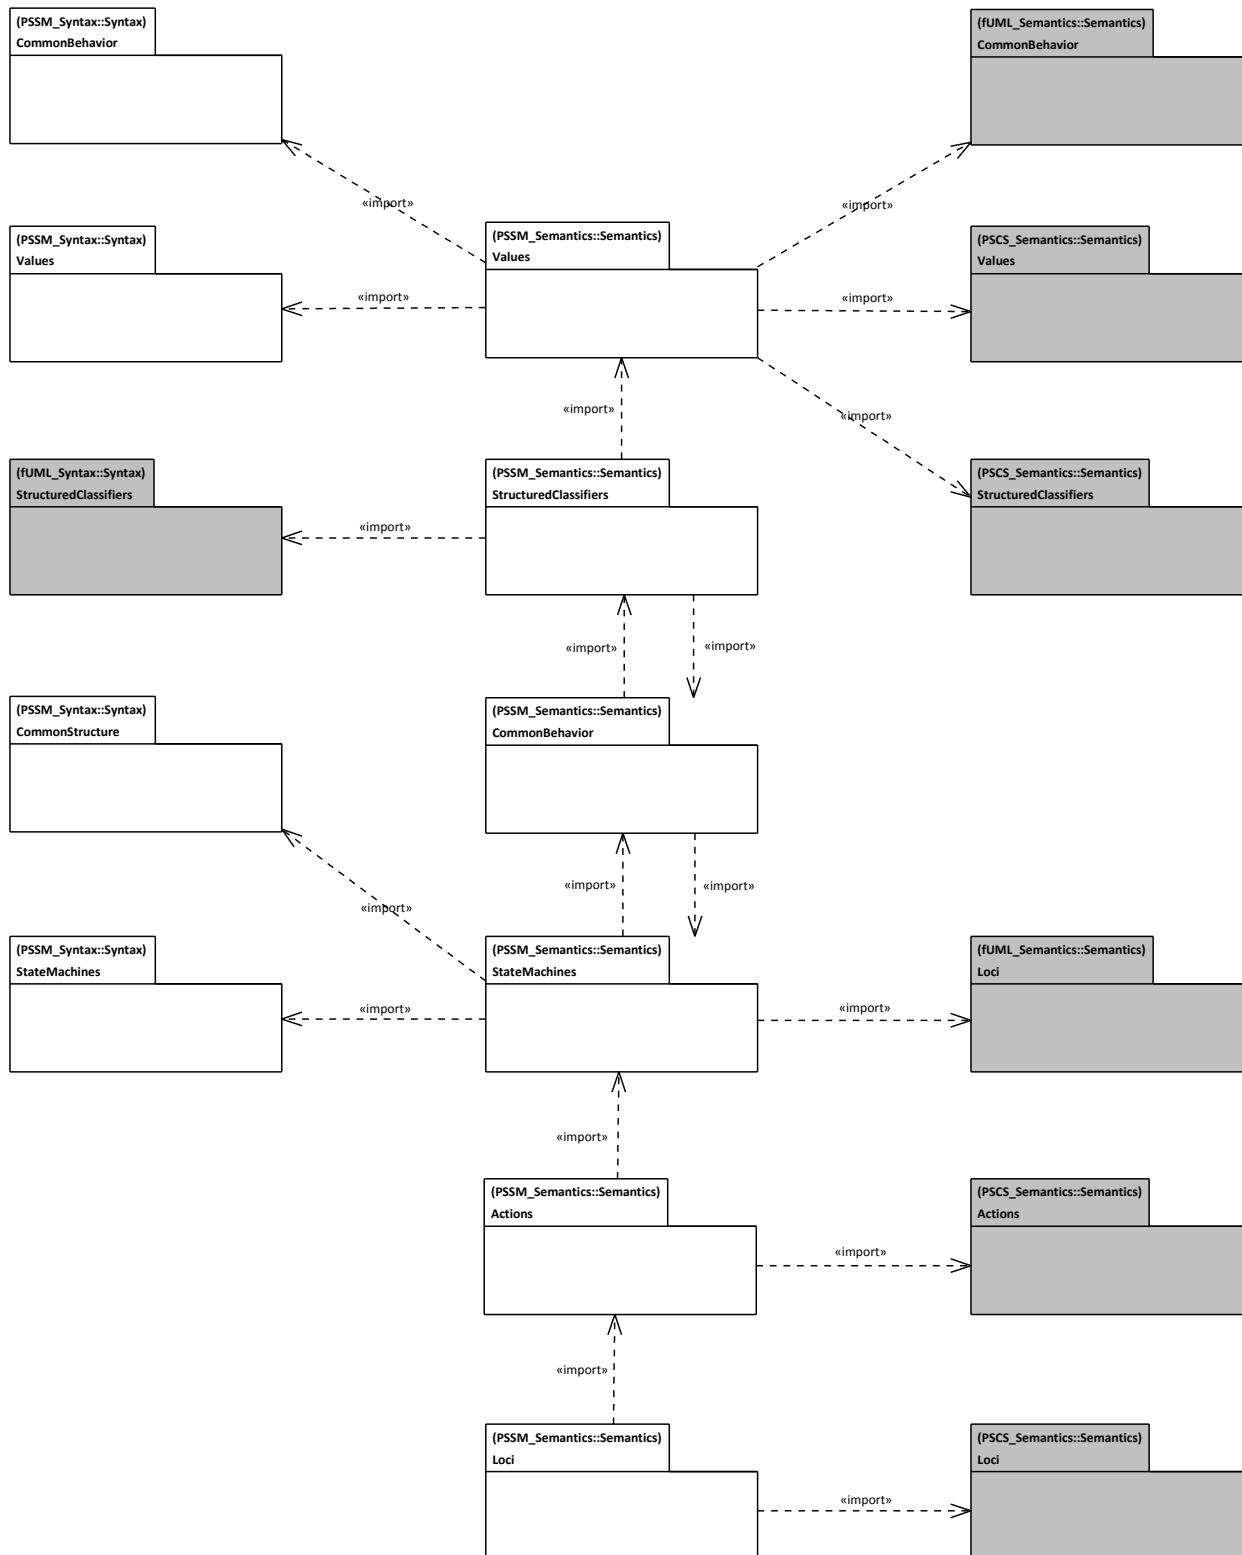 (PSSM_Syntax::Syntax)
CommonBehavior
(fUML_Semantics::Semantics)
CommonBehavior
«import»
«import»
(PSSM_Syntax::Syntax)
Values
(PSSM_Semantics::Semantics)
Values
(PSCS_Semantics::Semantics)
Values
«import»
«import»
«import»
«import»
(fUML_Syntax::Syntax)
StructuredClassifiers
(PSSM_Semantics::Semantics)
StructuredClassifiers
(PSCS_Semantics::Semantics)
StructuredClassifiers
«import»
«import»
«import»
(PSSM_Syntax::Syntax)
CommonStructure
(PSSM_Semantics::Semantics)
CommonBehavior
«import»
«import»
«import»
(PSSM_Syntax::Syntax)
StateMachines
(PSSM_Semantics::Semantics)
StateMachines
(fUML_Semantics::Semantics)
Loci
«import»
«import»
«import»
(PSSM_Semantics::Semantics)
Actions
(PSCS_Semantics::Semantics)
Actions
«import»
«import»
(PSSM_Semantics::Semantics)
Loci
(PSCS_Semantics::Semantics)
Loci
«import»